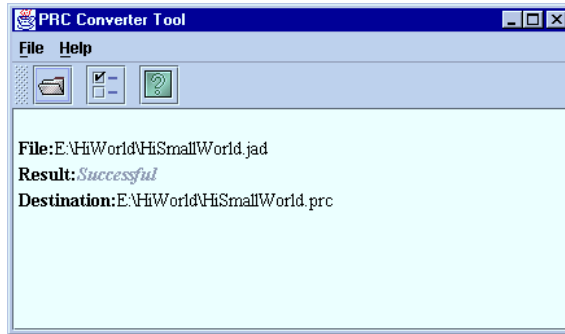 PRC Converter Tool
File Help
File:E:\HiWorld\HiSmallWorld.jad
Result:Successful
Destination:E:\HiWorld\HiSmallWorld.prc